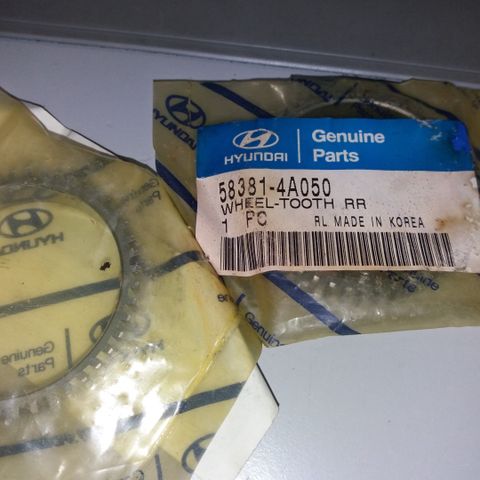 HYUNDAI
HYUNDAI
Genuine
Parts
58381-4A050
WHEEL-TOOTH RR
1 PC RL MADE IN KOREA
HYUNDAI
Genuine
Parts